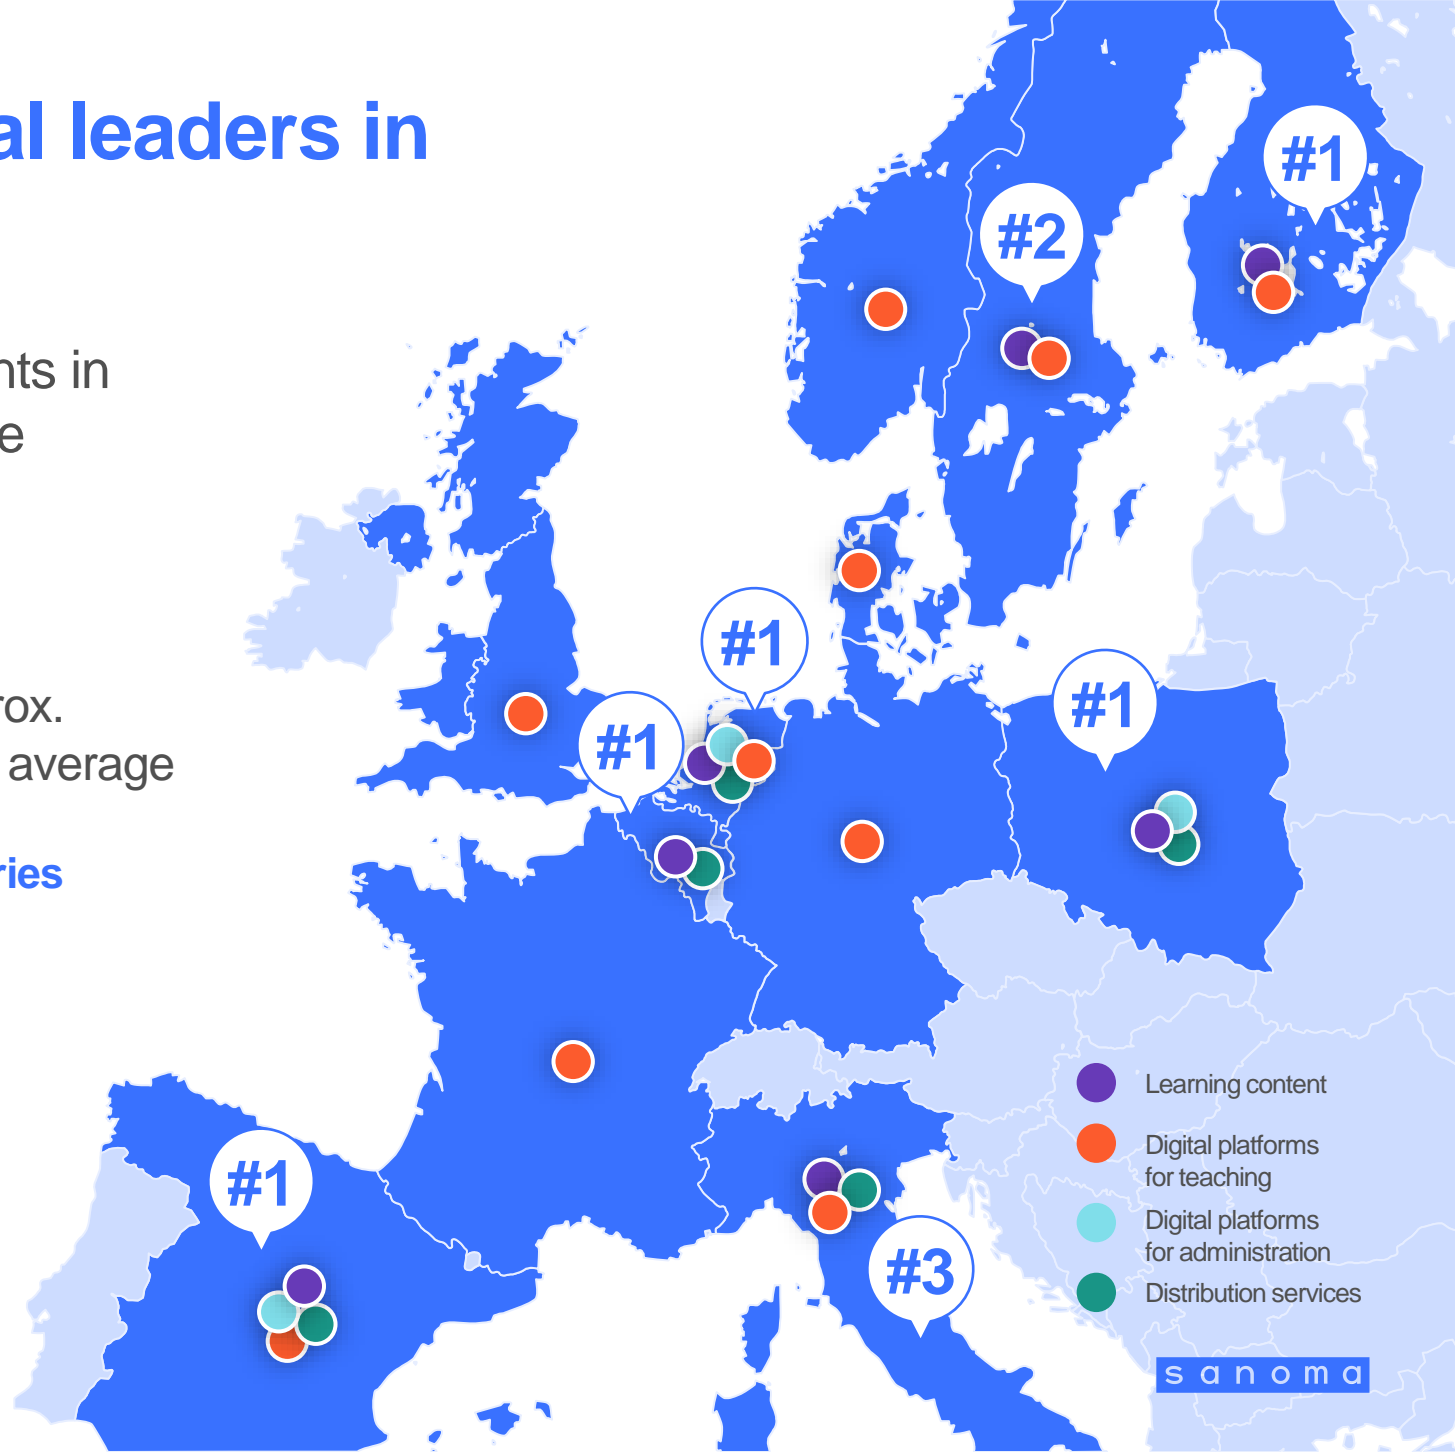 al leaders in
nts in
e
rox.
average
ries
#1
#2
#1
#1
#1
#1
#3
Learning content
Digital platforms
for teaching
Digital platforms
for administration
Distribution services
sanoma